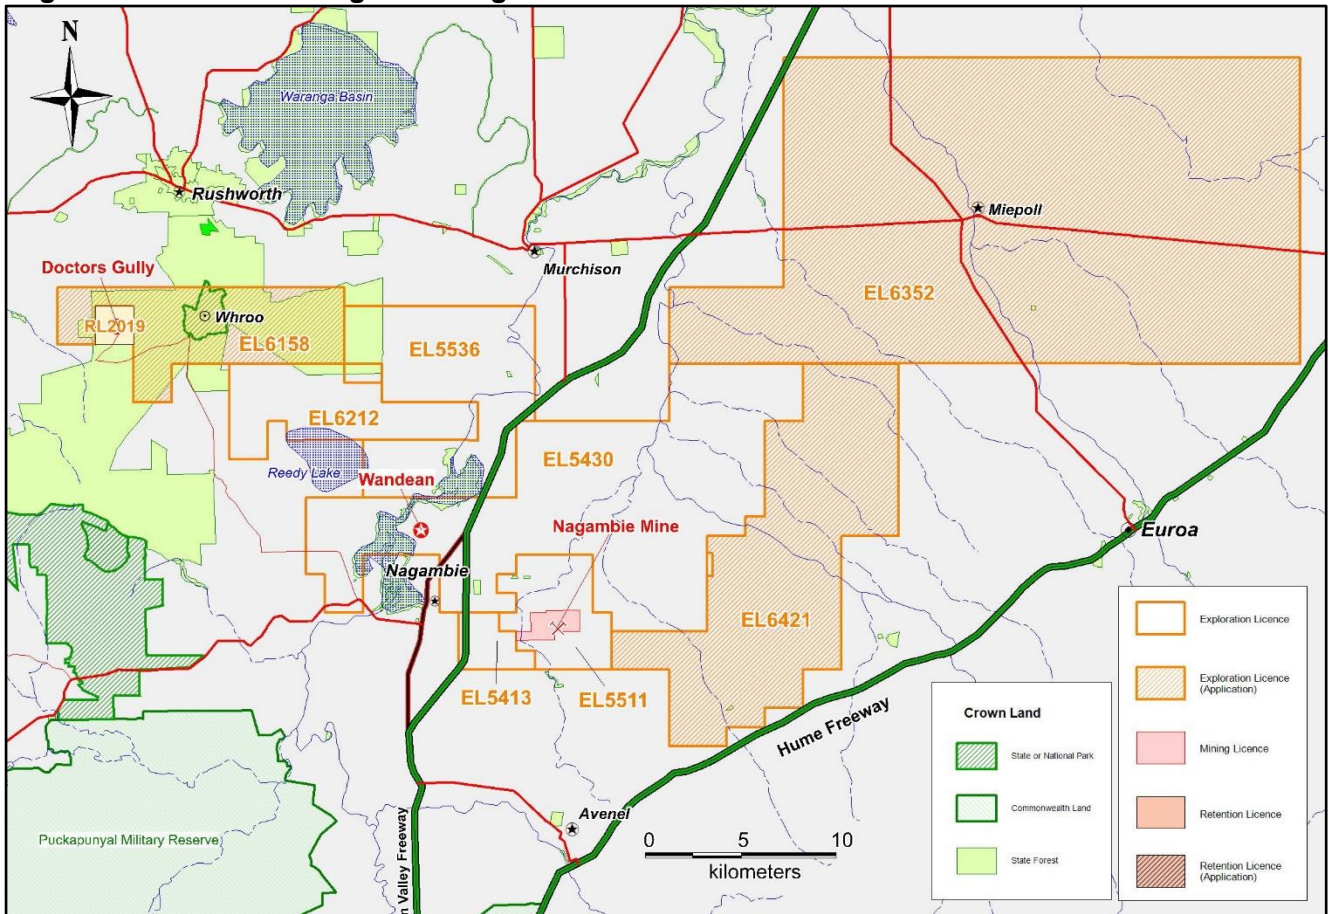 N
Waranga Basin
Rushworth
Miepoll
Murchison
Doctors Gully
EL6352
RL2019
Whroo
EL6158
EL5536
EL6212
EL5430
Reedy Lake
Wandean
Nagambie Mine
Euroa
Nagambie
EL6421
EL5413
EL5511
Hume Freeway
Avenel
Valley Freeway
Puckapunyal Military Reserve
0 5 10
kilometers
Crown Land
State or National Park
Commonwealth Land
State Forest
Exploration Licence
Exploration Licence
(Application)
Mining Licence
Retention Licence
Retention Licence
(Application)